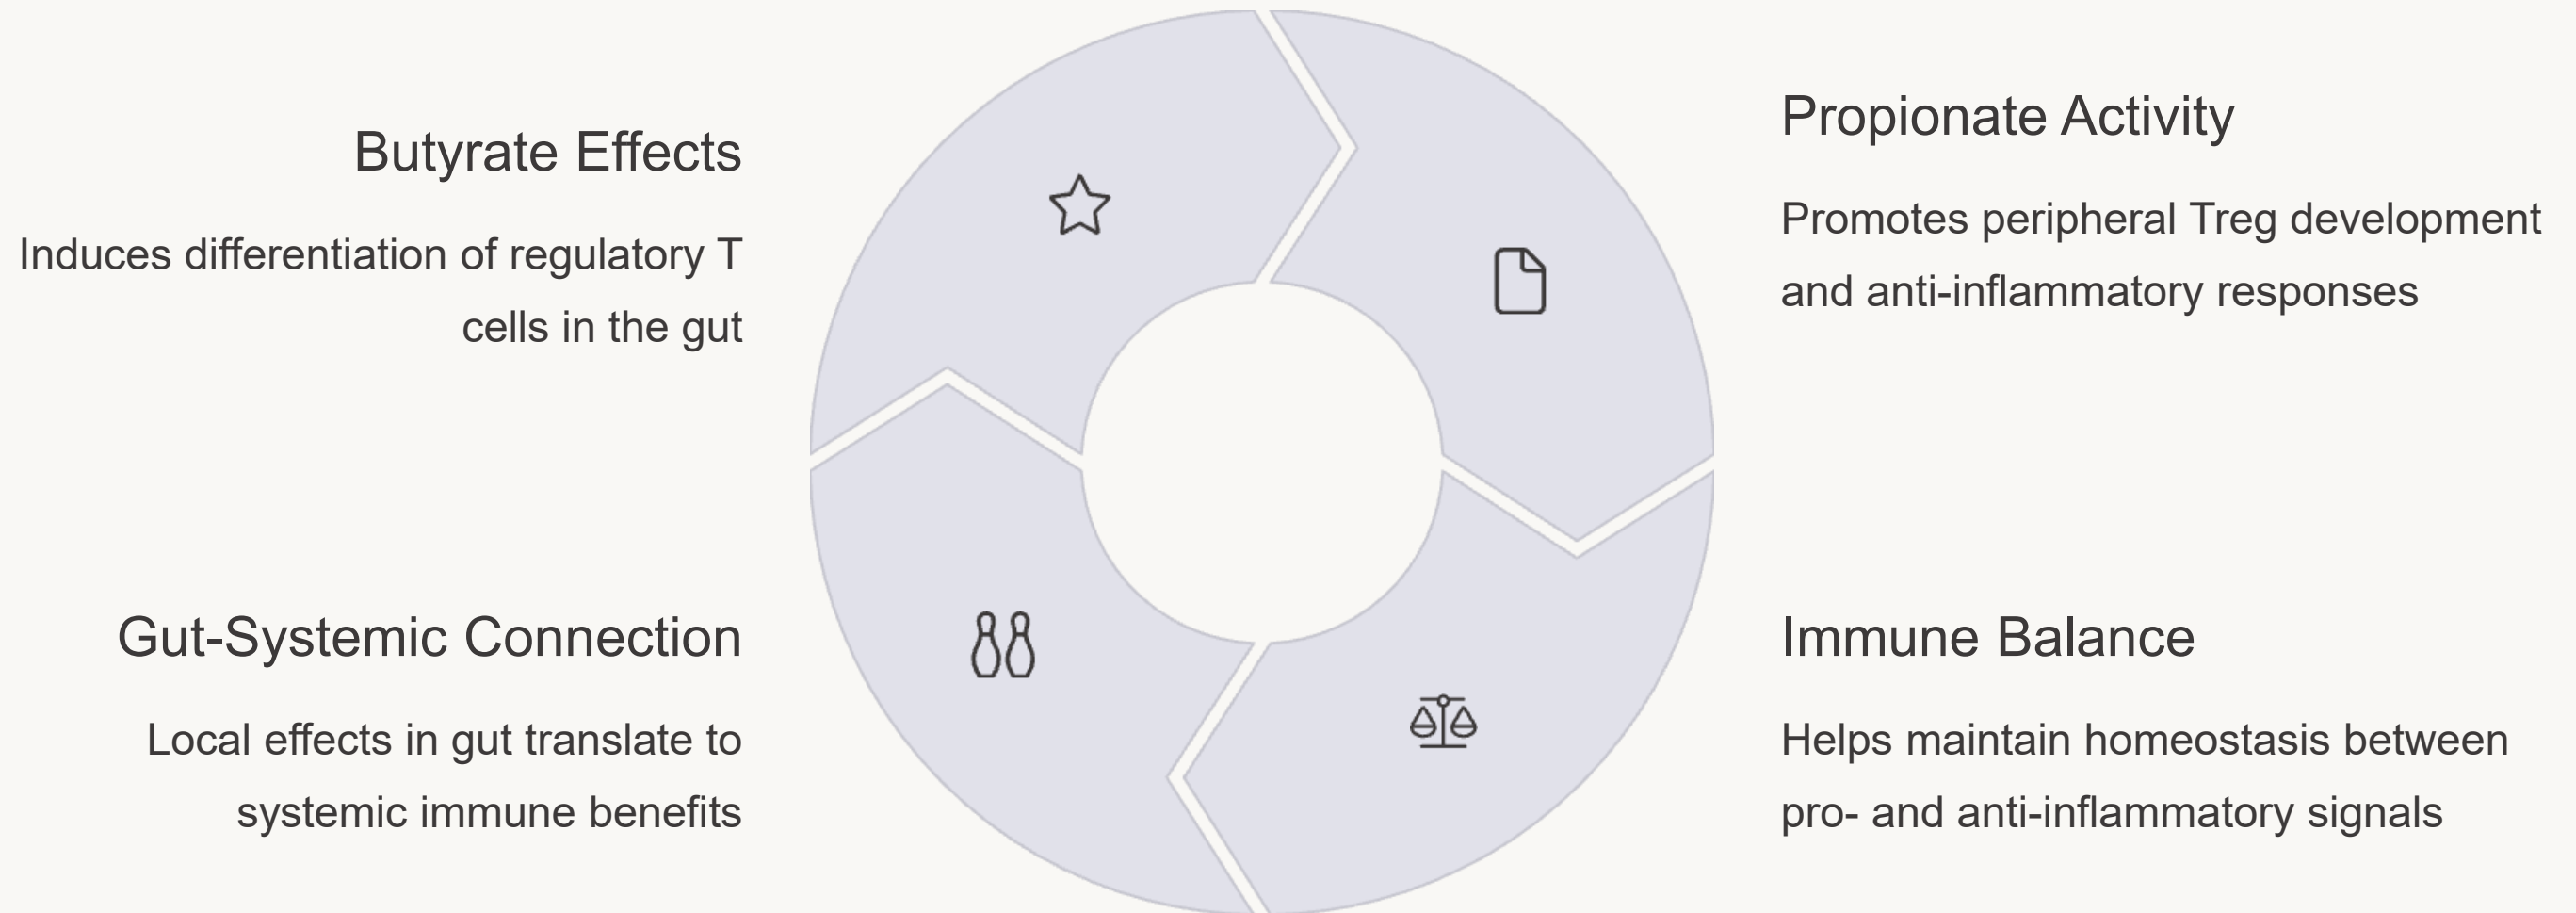 Butyrate Effects
Induces differentiation of regulatory T
cells in the gut
Propionate Activity
Promotes peripheral Treg development
and anti-inflammatory responses
Gut-Systemic Connection
Local effects in gut translate to
systemic immune benefits
Immune Balance
Helps maintain homeostasis between
pro- and anti-inflammatory signals